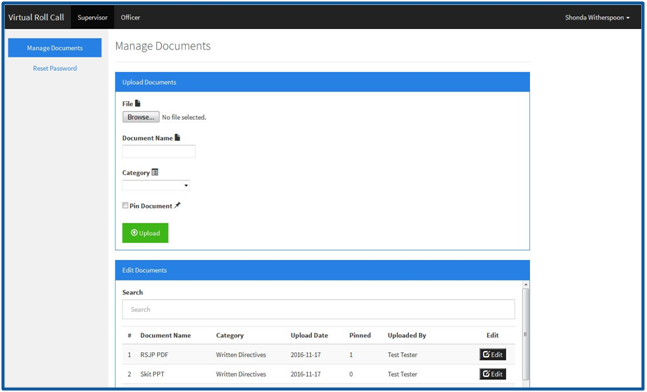 Virtual Roll Call Supervisor Officer Shonda Witherspoon
Manage Documents
Reset Password
Manage Documents
Upload Documents
File
Browse... No file selected.
Document Name
Category
Pin Document
Upload
Edit Documents
Search
Search
# Document Name Category Upload Date Pinned Uploaded By Edit
1 RSJP PDF Written Directives 2016-11-17 1 Test Tester Edit
2 Skit PPT Written Directives 2016-11-17 0 Test Tester Edit